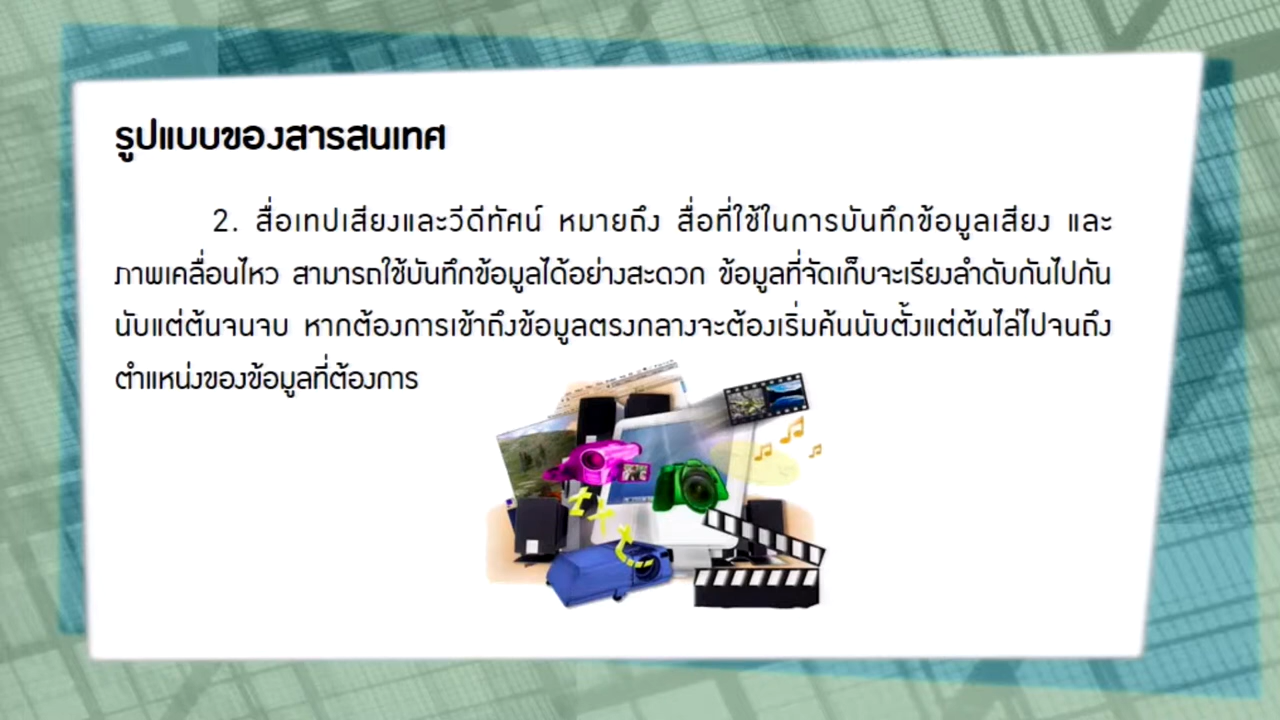 รูปแบบของสารสนเทศ
2. สื่อเทปเสียงและวีดีทัศน์ หมายถึง สื่อที่ใช้ในการบันทึกข้อมูลเสียง และ
ภาพเคลื่อนไหว สามารถใช้บันทึกข้อมูลได้อย่างสะดวก ข้อมูลที่จัดเก็บจะเรียงลำดับกันไปกัน
นับแต่ต้นจนจบ หากต้องการเข้าถึงข้อมูลตรงกลางจะต้องเริ่มค้นนับตั้งแต่ต้นไล่ไปจนถึง
ตำแหน่งของข้อมูลที่ต้องการ